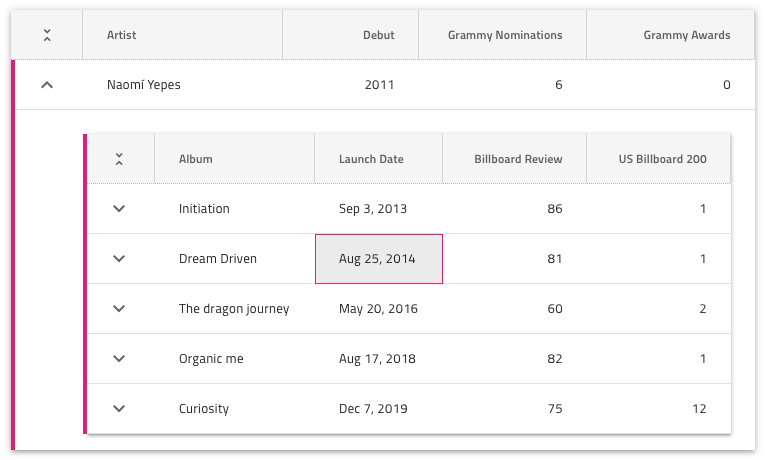 Artist Debut Grammy Nominations Grammy Awards
Naomí Yepes 2011 6 0
Album Launch Date Billboard Review US Billboard 200
Initiation Sep 3, 2013 86 1
Dream Driven Aug 25, 2014 81 1
The dragon journey May 20, 2016 60 2
Organic me Aug 17, 2018 82 1
Curiosity Dec 7, 2019 75 12